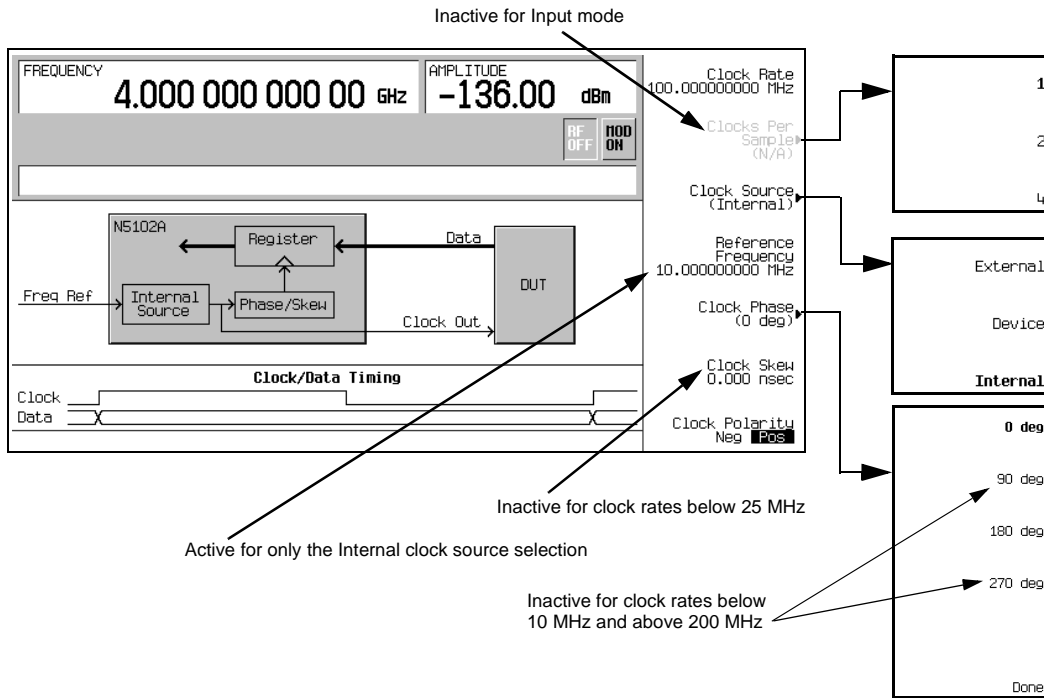 Inactive for Input mode
FREQUENCY
4.000 000 000 00 GHz
AMPLITUDE
-136.00 dBm
RF
OFF
MOD
ON
Clock Rate
100.000000000 MHz
Clocks Per
Sample
(N/A)
Clock Source
(Internal)
Reference
Frequency
10.000000000 MHz
Clock Phase
(0 deg)
Clock Skew
0.000 nsec
Clock Polarity
Neg Pos
N5102A
Register
Data
DUT
Freq Ref
Internal
Source
Phase/Skew
Clock Out
Clock/Data Timing
Clock
Data
1
2
4
External
Device
Internal
0 deg
90 deg
180 deg
270 deg
Done
Inactive for clock rates below 25 MHz
Active for only the Internal clock source selection
Inactive for clock rates below
10 MHz and above 200 MHz